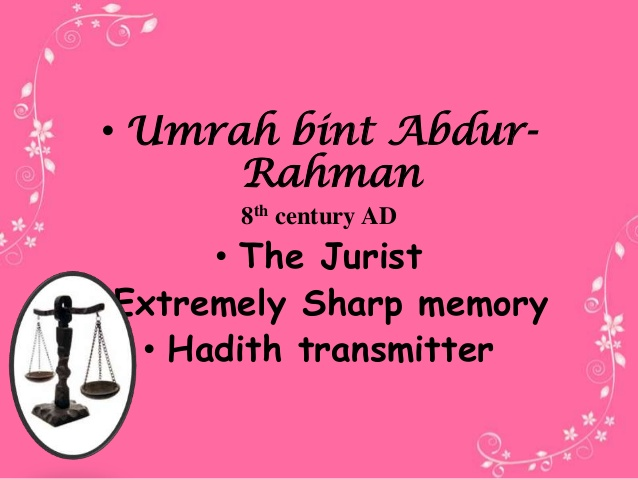 • Umrah bint Abdur-
Rahman
8th century AD
• The Jurist
Extremely Sharp memory
• Hadith transmitter